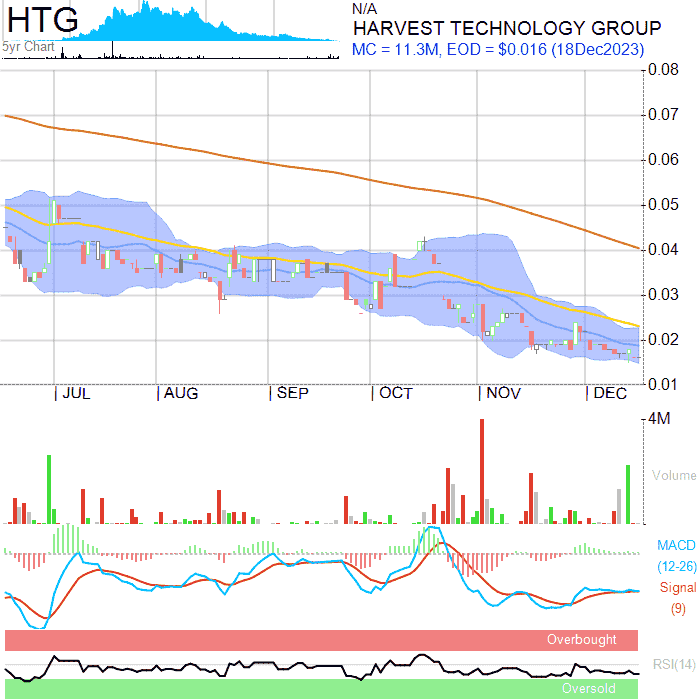 HTG
N/A
HARVEST TECHNOLOGY GROUP
MC = 11.3M, EOD = $0.016 (18Dec2023)
5yr Chart
0.08
0.07
0.06
0.05
0.04
0.03
0.02
0.01
JUL AUG SEP OCT NOV DEC
4M
Volume
MACD
(12-26)
Signal
(9)
Overbought
RSI(14)
Oversold